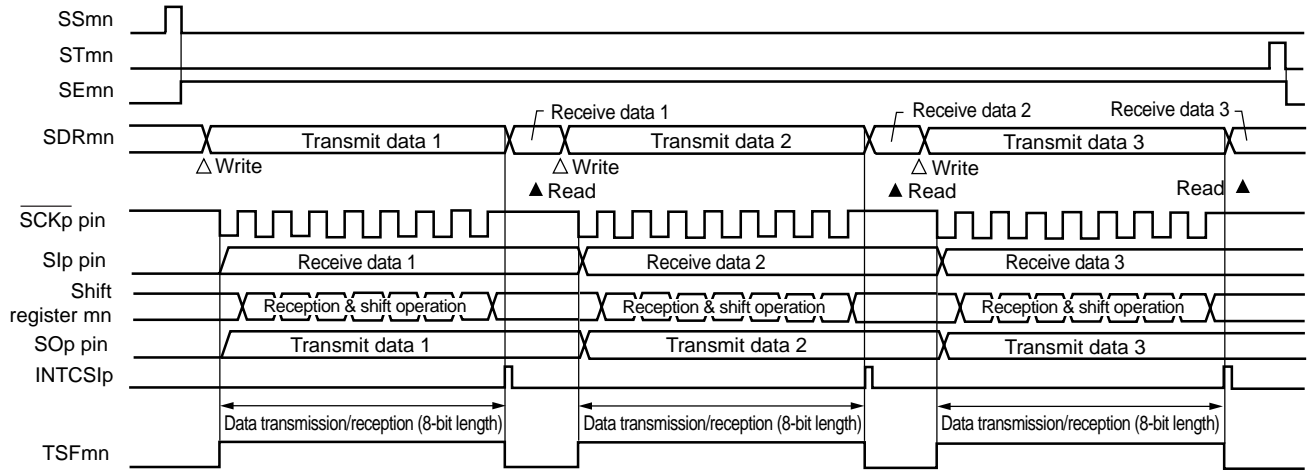 SSmn
STmn
SEmn
Receive data 1 Receive data 2 Receive data 3
SDRmn Transmit data 1 Transmit data 2 Transmit data 3
△ Write △ Write △ Write
▲ Read ▲ Read Read ▲
SCKp pin
SIp pin Receive data 1 Receive data 2 Receive data 3
Shift
register mn Reception & shift operation Reception & shift operation Reception & shift operation
SOp pin Transmit data 1 Transmit data 2 Transmit data 3
INTCSIp
Data transmission/reception (8-bit length) Data transmission/reception (8-bit length) Data transmission/reception (8-bit length)
TSFmn